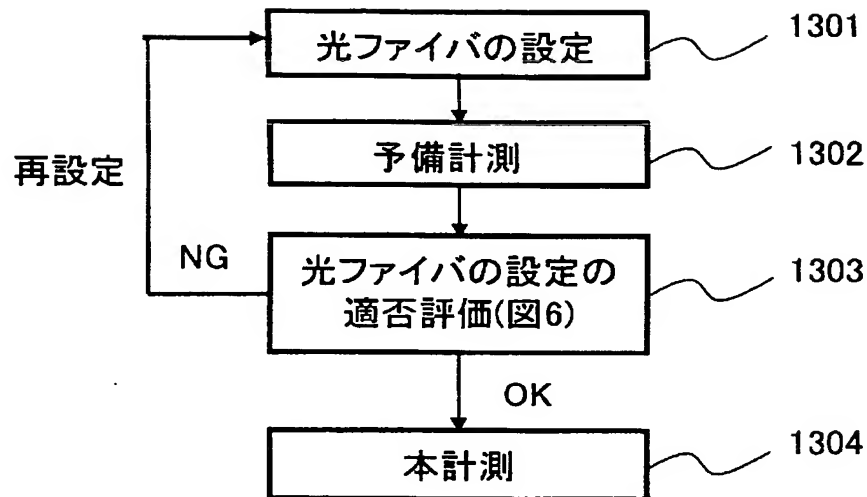 光ファイバの設定
1301
予備計測
1302
再設定
NG
光ファイバの設定の
適否評価(図6)
1303
OK
本計測
1304